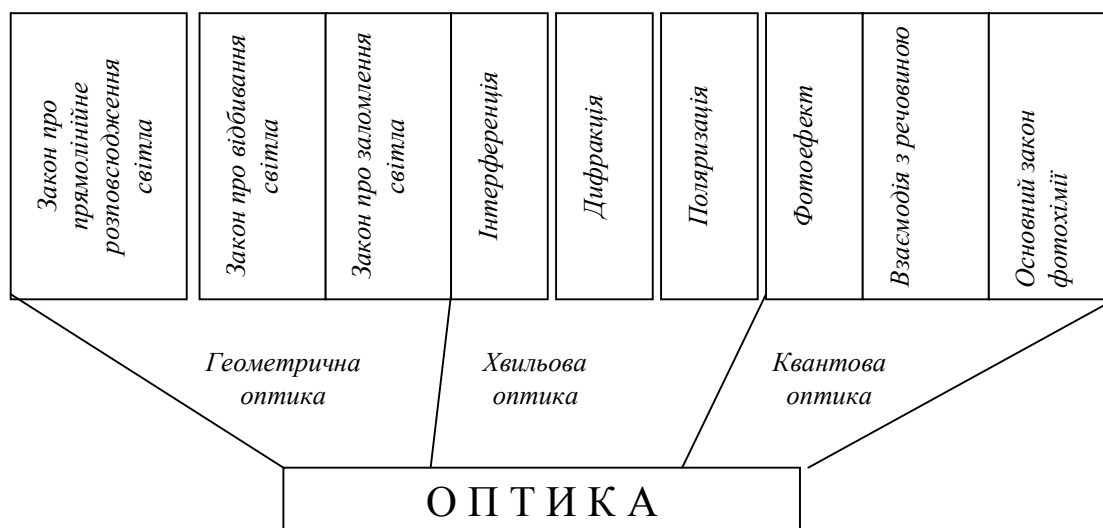 Закон про
прямолінійне
розповсюдження
світла
Закон про відбивання
світла
Закон про заломлення
світла
Інтерференція
Дифракція
Поляризація
Фотоефект
Взаємодія з речовиною
Основний закон
фотохімії
Геометрична
оптика
Хвильова
оптика
Квантова
оптика
О П Т И К А